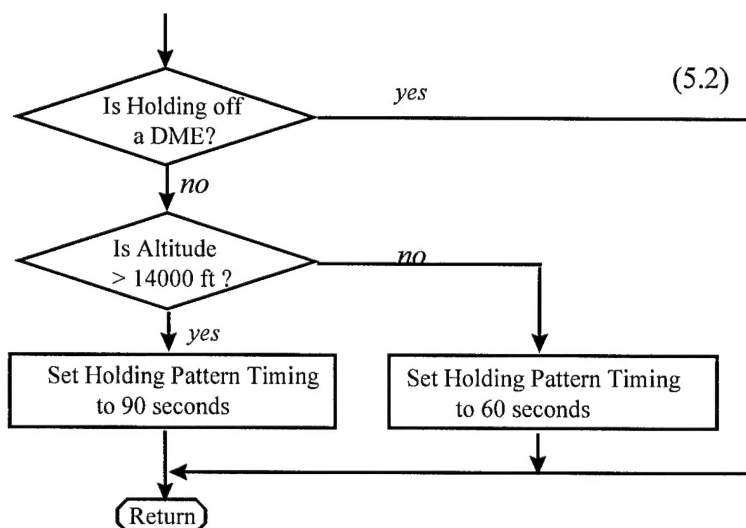 (5.2)
Is Holding off
a DME?
yes
no
Is Altitude
> 14000 ft ?
no
yes
Set Holding Pattern Timing
to 90 seconds
Set Holding Pattern Timing
to 60 seconds
Return